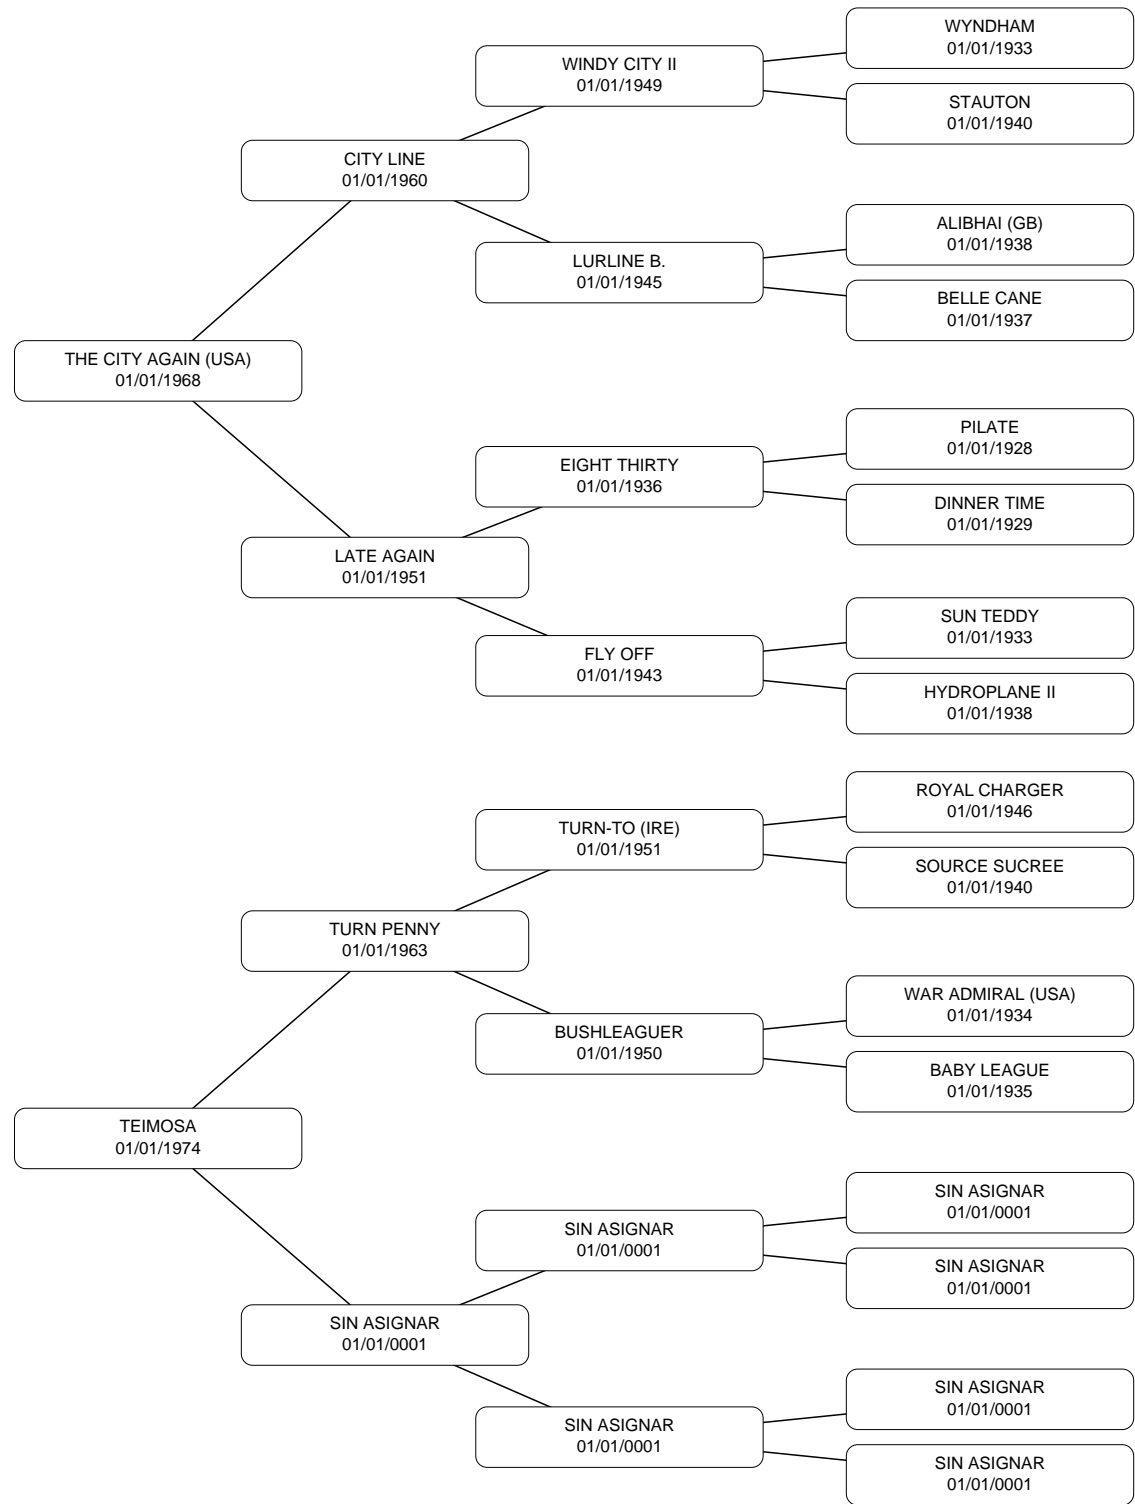 WYNDHAM
01/01/1933
WINDY CITY II
01/01/1949
STAUTON
01/01/1940
CITY LINE
01/01/1960
ALIBHAI (GB)
01/01/1938
LURLINE B.
01/01/1945
BELLE CANE
01/01/1937
THE CITY AGAIN (USA)
01/01/1968
PILATE
01/01/1928
EIGHT THIRTY
01/01/1936
DINNER TIME
01/01/1929
LATE AGAIN
01/01/1951
SUN TEDDY
01/01/1933
FLY OFF
01/01/1943
HYDROPLANE II
01/01/1938
ROYAL CHARGER
01/01/1946
TURN-TO (IRE)
01/01/1951
SOURCE SUCREE
01/01/1940
TURN PENNY
01/01/1963
WAR ADMIRAL (USA)
01/01/1934
BUSHLEAGUER
01/01/1950
BABY LEAGUE
01/01/1935
TEIMOSA
01/01/1974
SIN ASIGNAR
01/01/0001
SIN ASIGNAR
01/01/0001
SIN ASIGNAR
01/01/0001
SIN ASIGNAR
01/01/0001
SIN ASIGNAR
01/01/0001
SIN ASIGNAR
01/01/0001
SIN ASIGNAR
01/01/0001